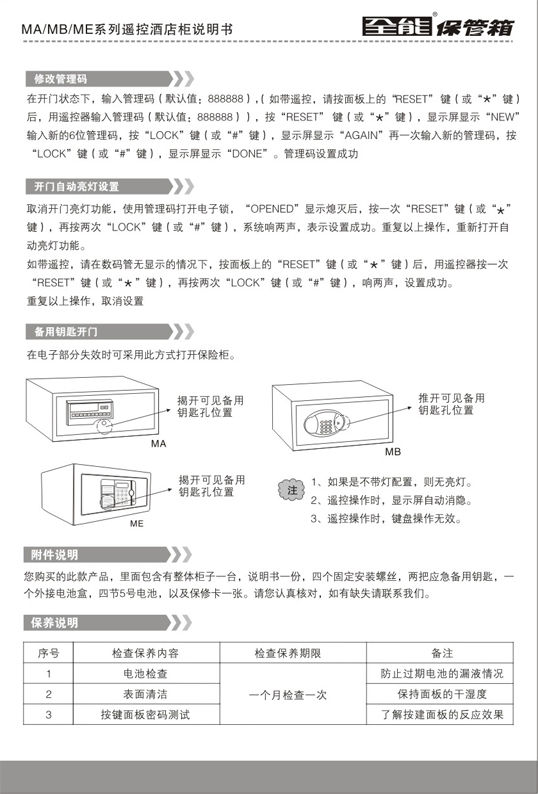 MA/MB/ME系列遥控酒店柜说明书
全能®保管箱
修改管理码
在开门状态下，输入管理码（默认值：888888），（如带遥控，请按面板上的“RESET”键（或“*”键）
后，用遥控器输入管理码（默认值：888888）），按“RESET”键（或“*”键），显示屏显示“NEW”
输入新的6位管理码，按“LOCK”键（或“#”键），显示屏显示“AGAIN”再一次输入新的管理码，按
“LOCK”键（或“#”键），显示屏显示“DONE”。管理码设置成功
开门自动亮灯设置
取消开门亮灯功能，使用管理码打开电子锁，“OPENED”显示熄灭后，按一次“RESET”键（或“*”
键），再按两次“LOCK”键（或“#”键），系统响两声，表示设置成功。重复以上操作，重新打开自
动亮灯功能。
如带遥控，请在数码管无显示的情况下，按面板上的“RESET”键（或“*”键）后，用遥控器按一次
“RESET”键（或“*”键），再按两次“LOCK”键（或“#”键），响两声，设置成功。
重复以上操作，取消设置
备用钥匙开门
在电子部分失效时可采用此方式打开保险柜。
揭开可见备用
钥匙孔位置
MA
推开可见备用
钥匙孔位置
MB
揭开可见备用
钥匙孔位置
ME
注
1、如果是不带灯配置，则无亮灯。
2、遥控操作时，显示屏自动消隐。
3、遥控操作时，键盘操作无效。
附件说明
您购买的此款产品，里面包含有整体柜子一台，说明书一份，四个固定安装螺丝，两把应急备用钥匙，一
个外接电池盒，四节5号电池，以及保修卡一张。请您认真核对，如有缺失请联系我们。
保养说明
序号 检查保养内容 检查保养期限 备注
1 电池检查 一个月检查一次 防止过期电池的漏液情况
2 表面清洁 保持面板的干湿度
3 按键面板密码测试 了解按建面板的反应效果